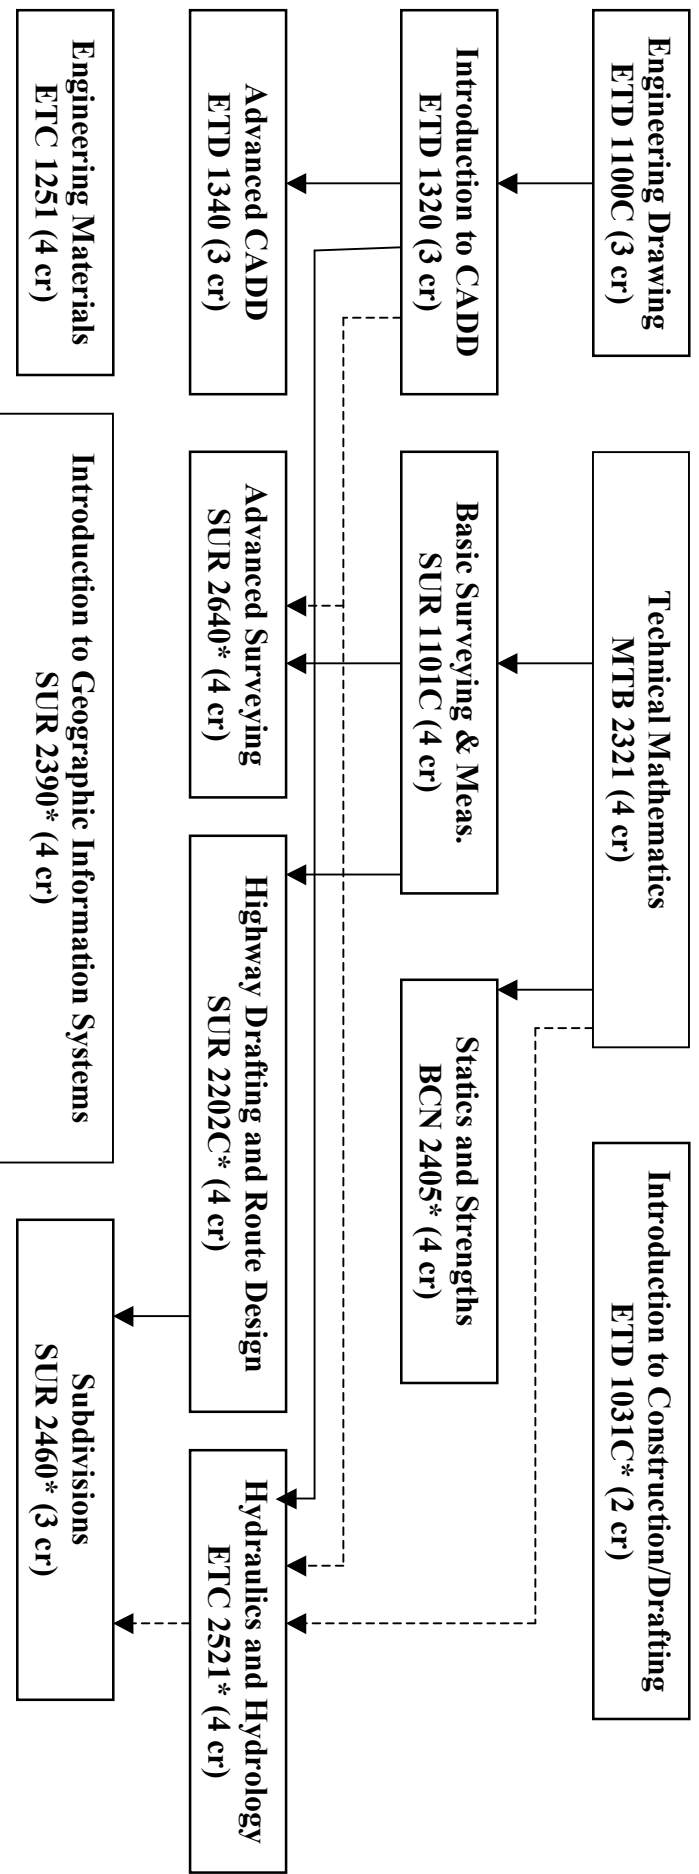 Engineering Drawing
ETD 1100C (3 cr)
Technical Mathematics
MTB 2321 (4 cr)
Introduction to Construction/Drafting
ETD 1031C* (2 cr)
Introduction to CADD
ETD 1320 (3 cr)
Basic Surveying & Meas.
SUR 1101C (4 cr)
Statics and Strengths
BCN 2405* (4 cr)
Advanced CADD
ETD 1340 (3 cr)
Advanced Surveying
SUR 2640* (4 cr)
Highway Drafting and Route Design
SUR 2202C* (4 cr)
Hydraulics and Hydrology
ETC 2521* (4 cr)
Engineering Materials
ETC 1251 (4 cr)
Introduction to Geographic Information Systems
SUR 2390* (4 cr)
Subdivisions
SUR 2460* (3 cr)